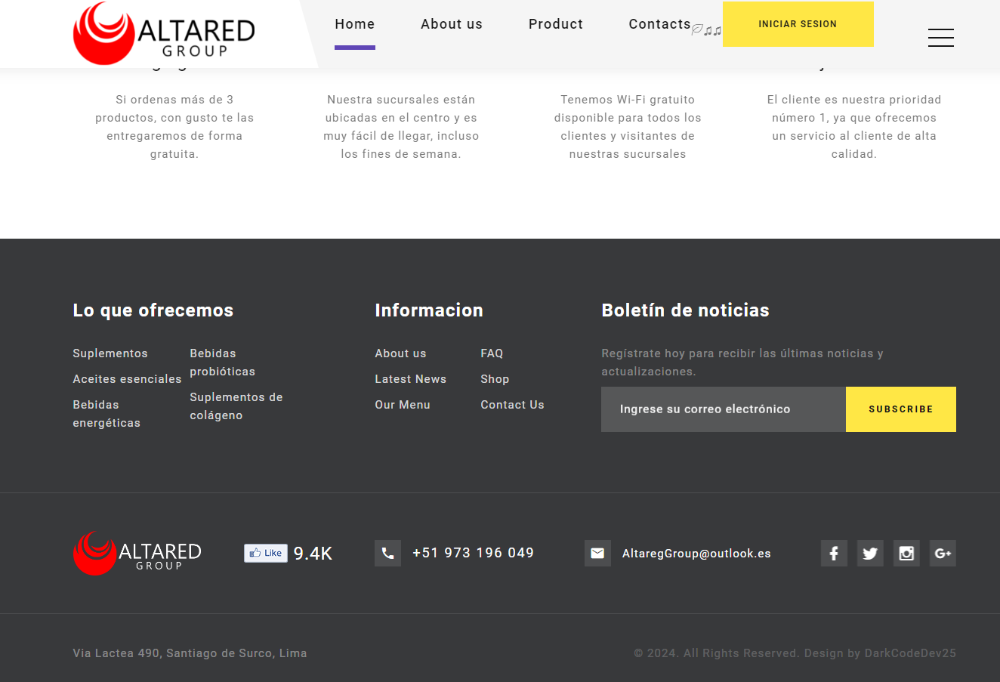 ALTARED
GROUP
Home
About us
Product
Contacts
INICIAR SESION
Si ordenas más de 3
productos, con gusto te las
entregaremos de forma
gratuita.
Nuestra sucursales están
ubicadas en el centro y es
muy fácil de llegar, incluso
los fines de semana.
Tenemos Wi-Fi gratuito
disponible para todos los
clientes y visitantes de
nuestras sucursales
El cliente es nuestra prioridad
número 1, ya que ofrecemos
un servicio al cliente de alta
calidad.
Lo que ofrecemos
Suplementos
Aceites esenciales
Bebidas
energéticas
Bebidas
probióticas
Suplementos de
colágeno
Informacion
About us
Latest News
Our Menu
FAQ
Shop
Contact Us
Boletín de noticias
Regístrate hoy para recibir las últimas noticias y
actualizaciones.
Ingrese su correo electrónico
SUBSCRIBE
ALTARED
GROUP
Like
9.4K
+51 973 196 049
AltaregGroup@outlook.es
Via Lactea 490, Santiago de Surco, Lima
© 2024. All Rights Reserved. Design by DarkCodeDev25